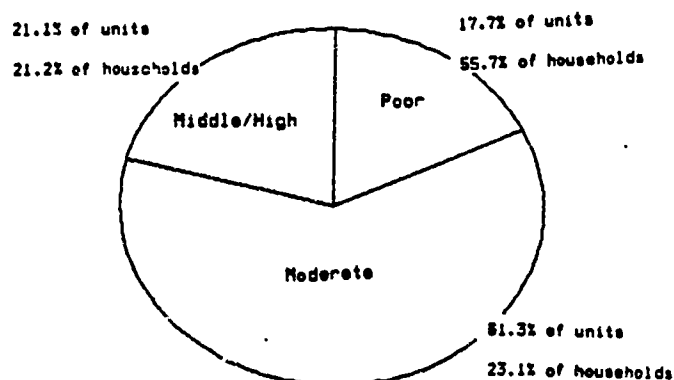 21.1% of units
21.2% of households
17.7% of units
55.7% of households
Poor
Middle/High
Moderate
61.3% of units
23.1% of households